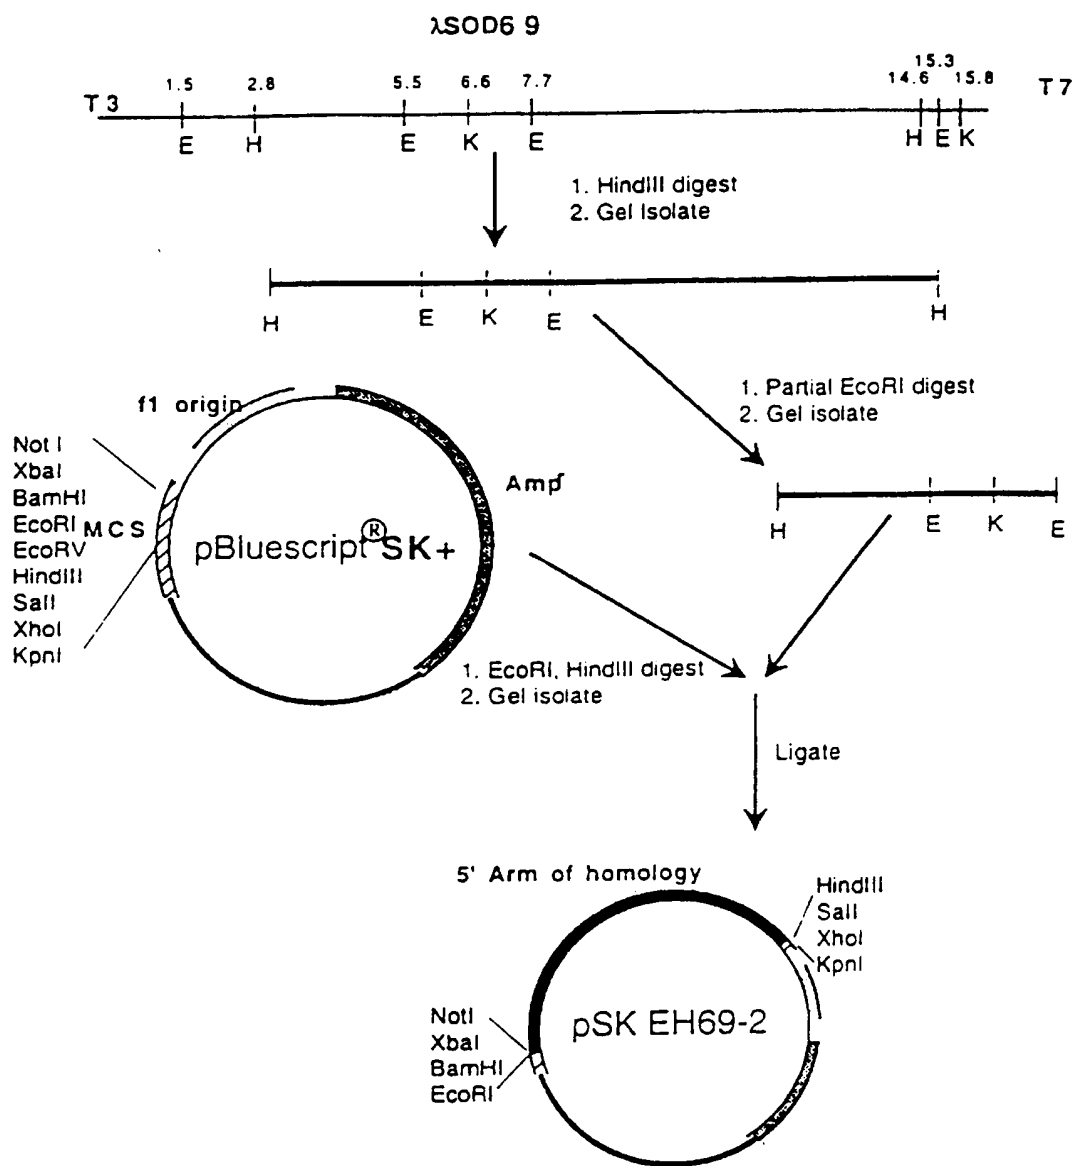 λSOD6 9
T3 1.5 2.8 5.5 6.6 7.7 14.6 15.3 15.8 T7
E H E K E H E K
1. HindIII digest
2. Gel Isolate
H E K E H
1. Partial EcoRI digest
2. Gel isolate
H E K E
f1 origin
Not I
XbaI
BamHI
EcoRI
EcoRV
HindIII
SalI
XhoI
KpnI
MCS
pBluescript®SK+
Ampr
1. EcoRI, HindIII digest
2. Gel isolate
Ligate
5' Arm of homology
HindIII
SalI
XhoI
KpnI
pSK EH69-2
NotI
XbaI
BamHI
EcoRI